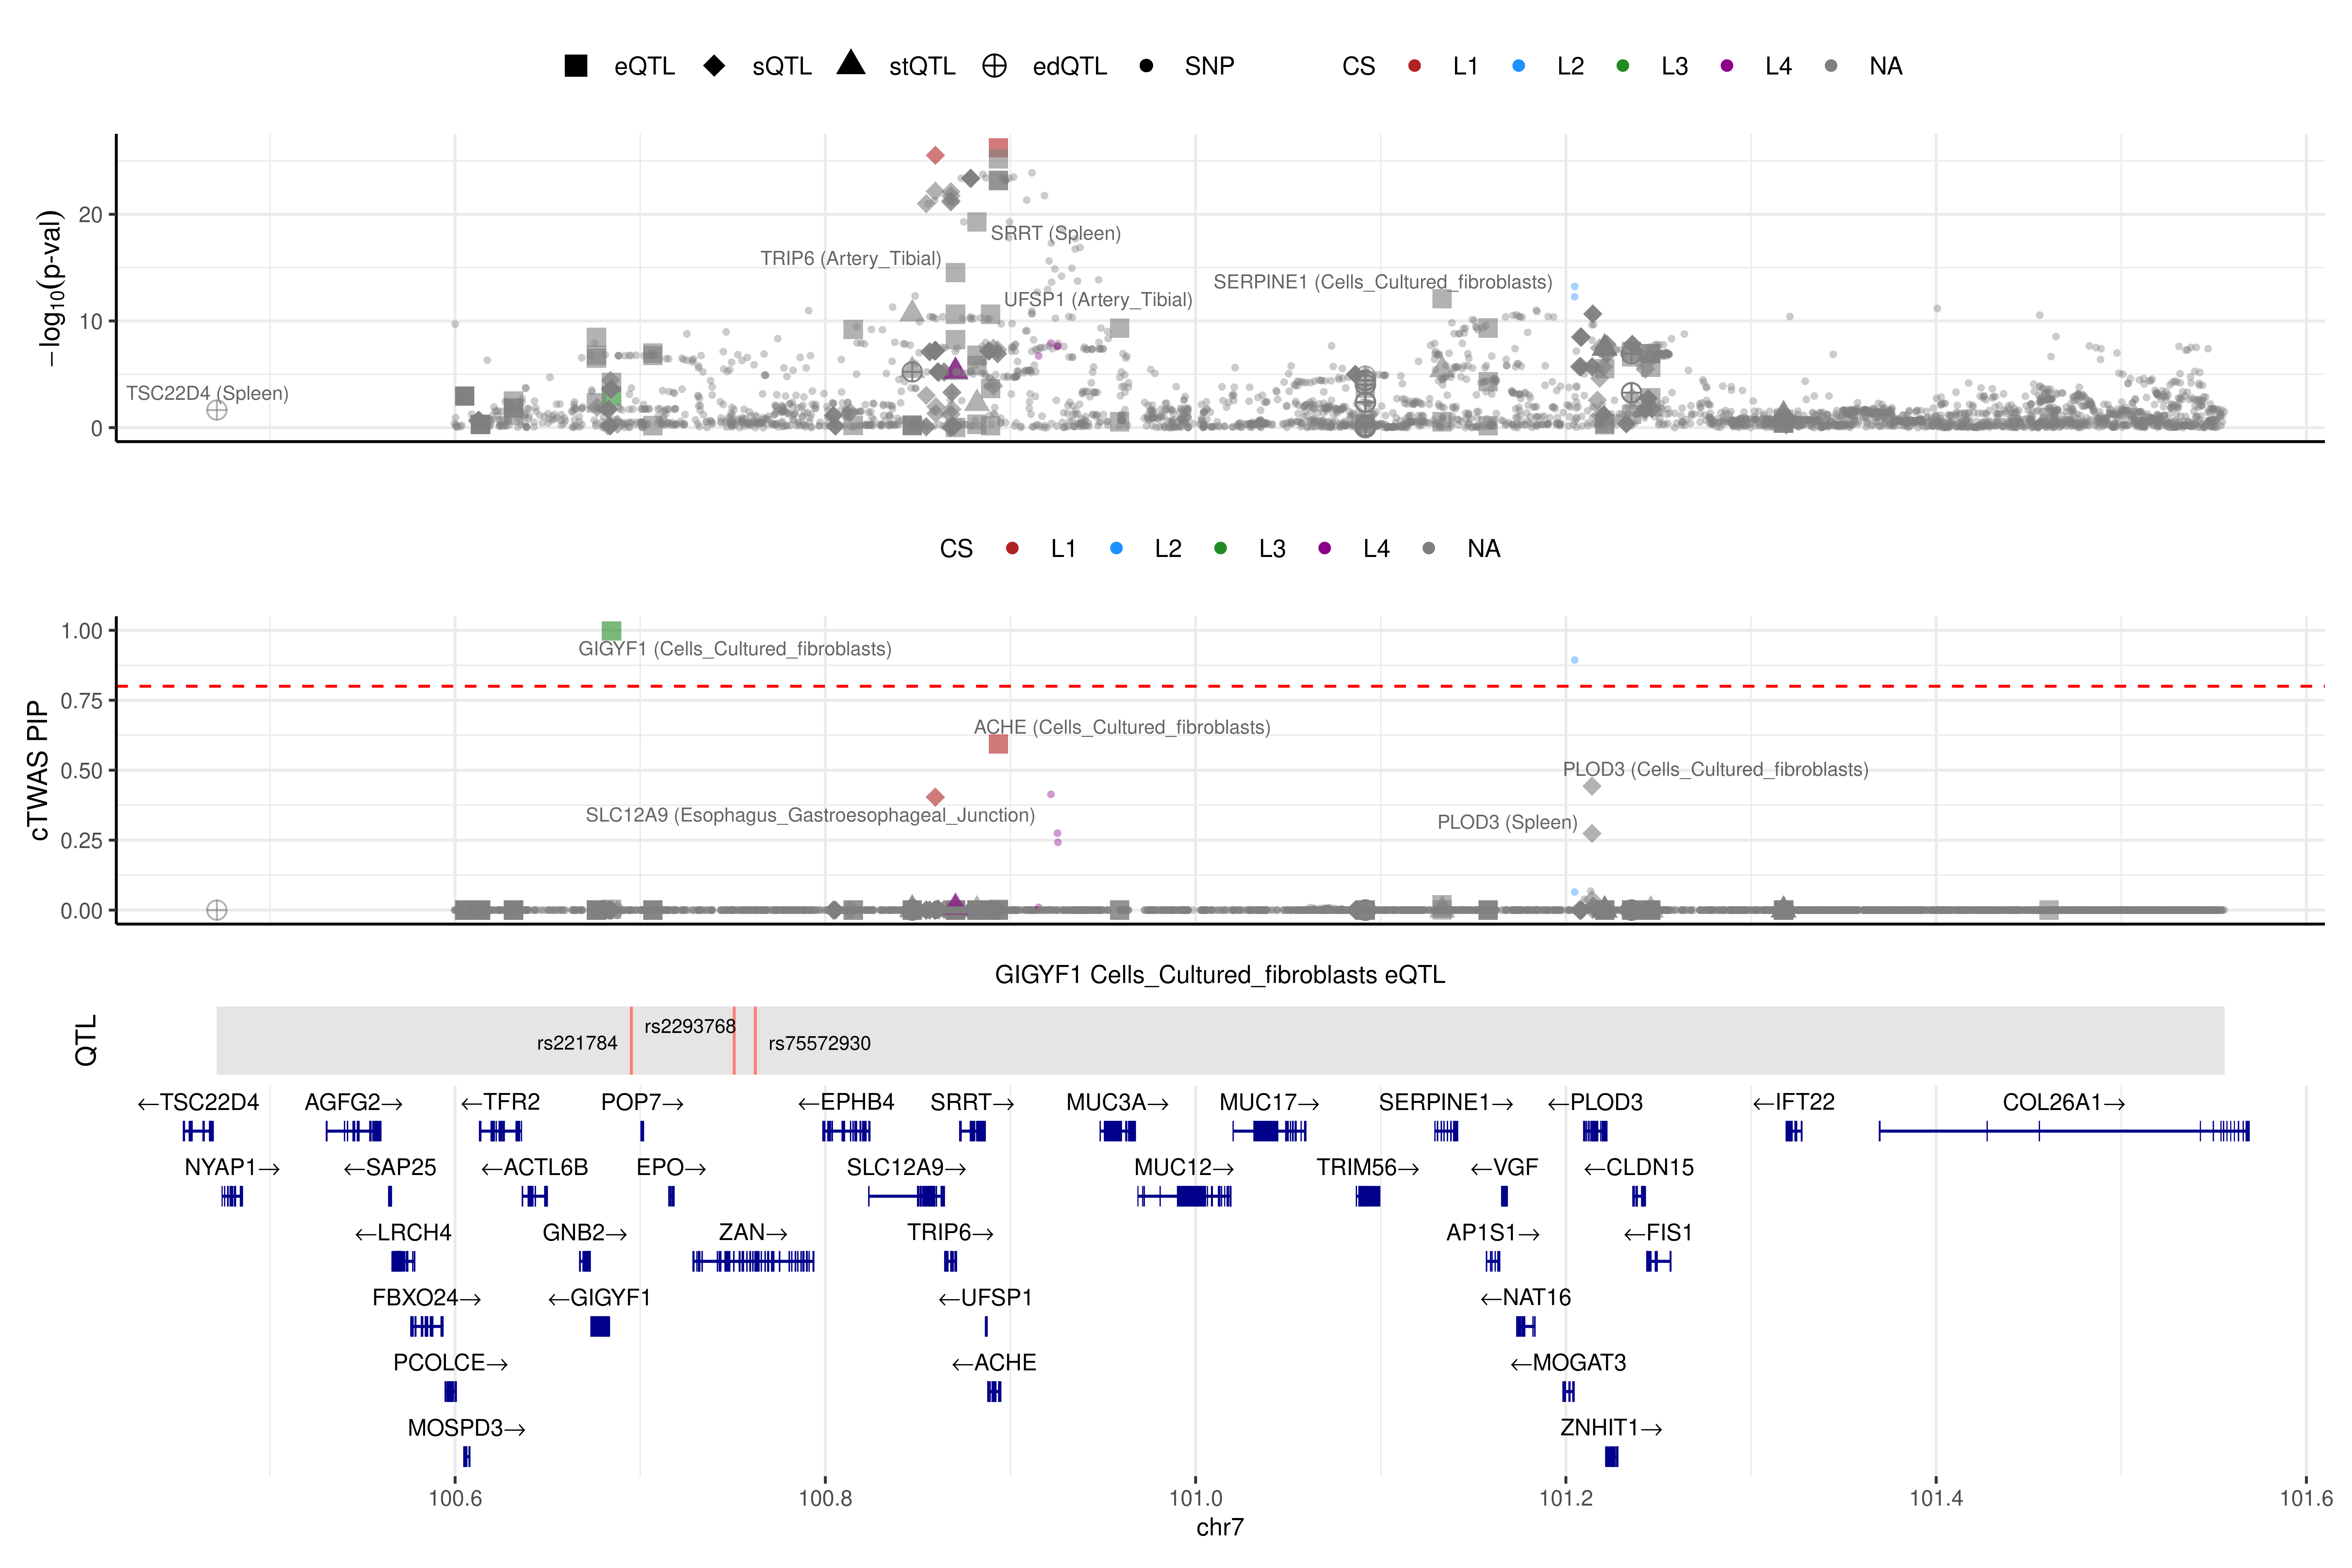 eQTL sQTL stQTL edQTL SNP CS L1 L2 L3 L4 NA
−log10(p-val)
20
10
0
SRRT (Spleen)
TRIP6 (Artery_Tibial)
SERPINE1 (Cells_Cultured_fibroblasts)
UFSP1 (Artery_Tibial)
TSC22D4 (Spleen)
CS L1 L2 L3 L4 NA
cTWAS PIP
1.00
0.75
0.50
0.25
0.00
GIGYF1 (Cells_Cultured_fibroblasts)
ACHE (Cells_Cultured_fibroblasts)
PLOD3 (Cells_Cultured_fibroblasts)
SLC12A9 (Esophagus_Gastroesophageal_Junction)
PLOD3 (Spleen)
GIGYF1 Cells_Cultured_fibroblasts eQTL
QTL
rs2293768
rs221784
rs75572930
←TSC22D4 AGFG2→ ←TFR2 POP7→ ←EPHB4 SRRT→ MUC3A→ MUC17→ SERPINE1→ ←PLOD3 ←IFT22 COL26A1→
NYAP1→ ←SAP25 ←ACTL6B EPO→ SLC12A9→ MUC12→ TRIM56→ ←VGF ←CLDN15
←LRCH4 GNB2→ ZAN→ TRIP6→ AP1S1→ ←FIS1
FBXO24→ ←GIGYF1 ←UFSP1 ←NAT16
PCOLCE→ ←ACHE ←MOGAT3
MOSPD3→ ZNHIT1→
100.6 100.8 101.0 101.2 101.4 101.6
chr7